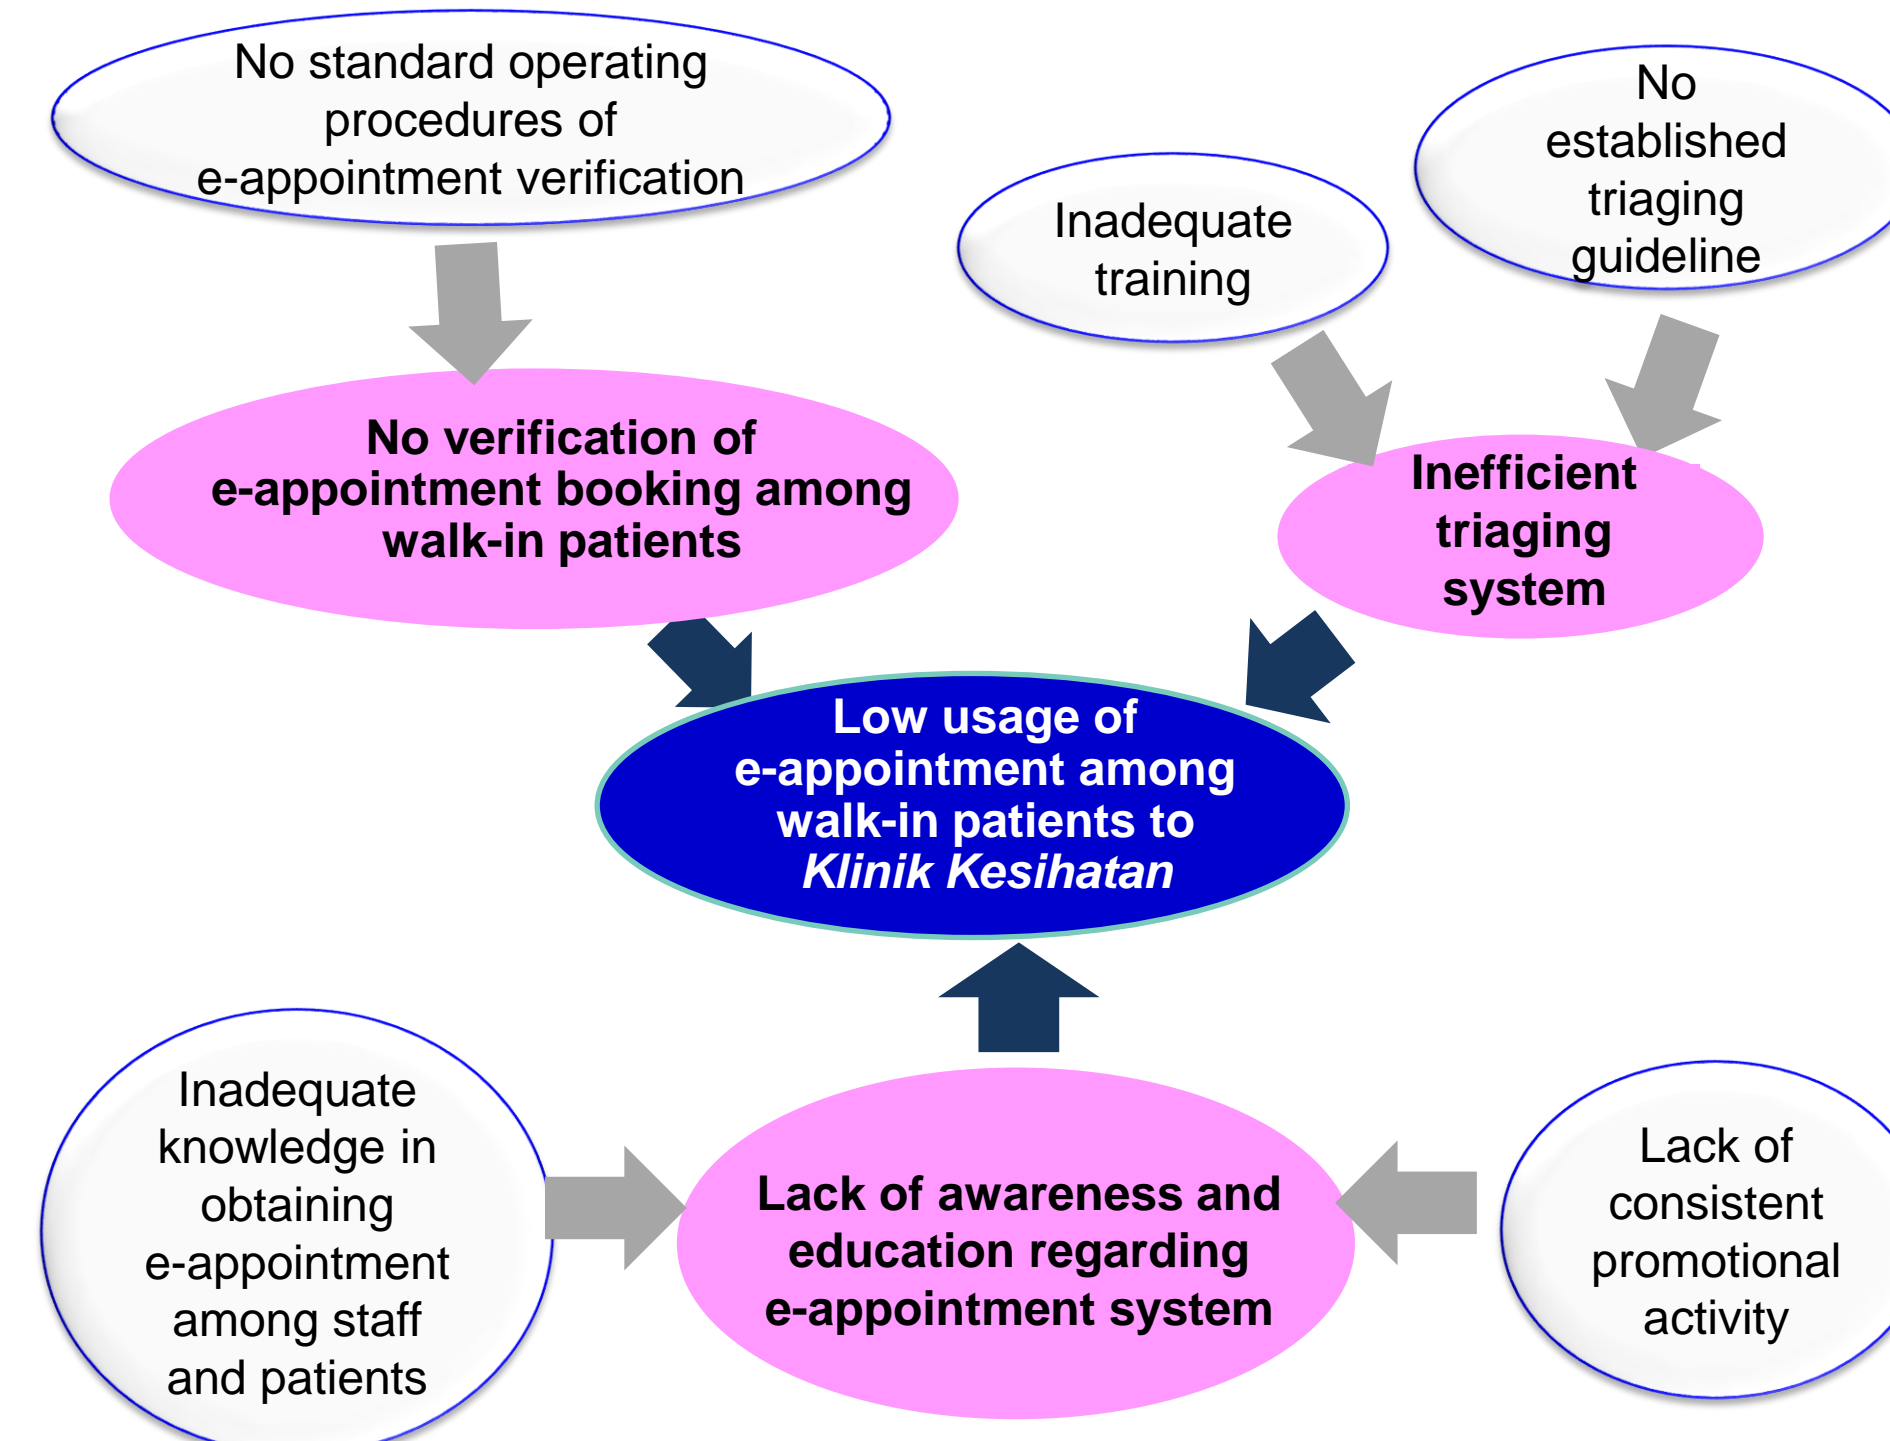 No standard operating
procedures of
e-appointment verification
No
established
triaging
guideline
Inadequate
training
No verification of
e-appointment booking among
walk-in patients
Inefficient
triaging
system
Low usage of
e-appointment among
walk-in patients to
Klinik Kesihatan
Inadequate
knowledge in
obtaining
e-appointment
among staff
and patients
Lack of awareness and
education regarding
e-appointment system
Lack of
consistent
promotional
activity